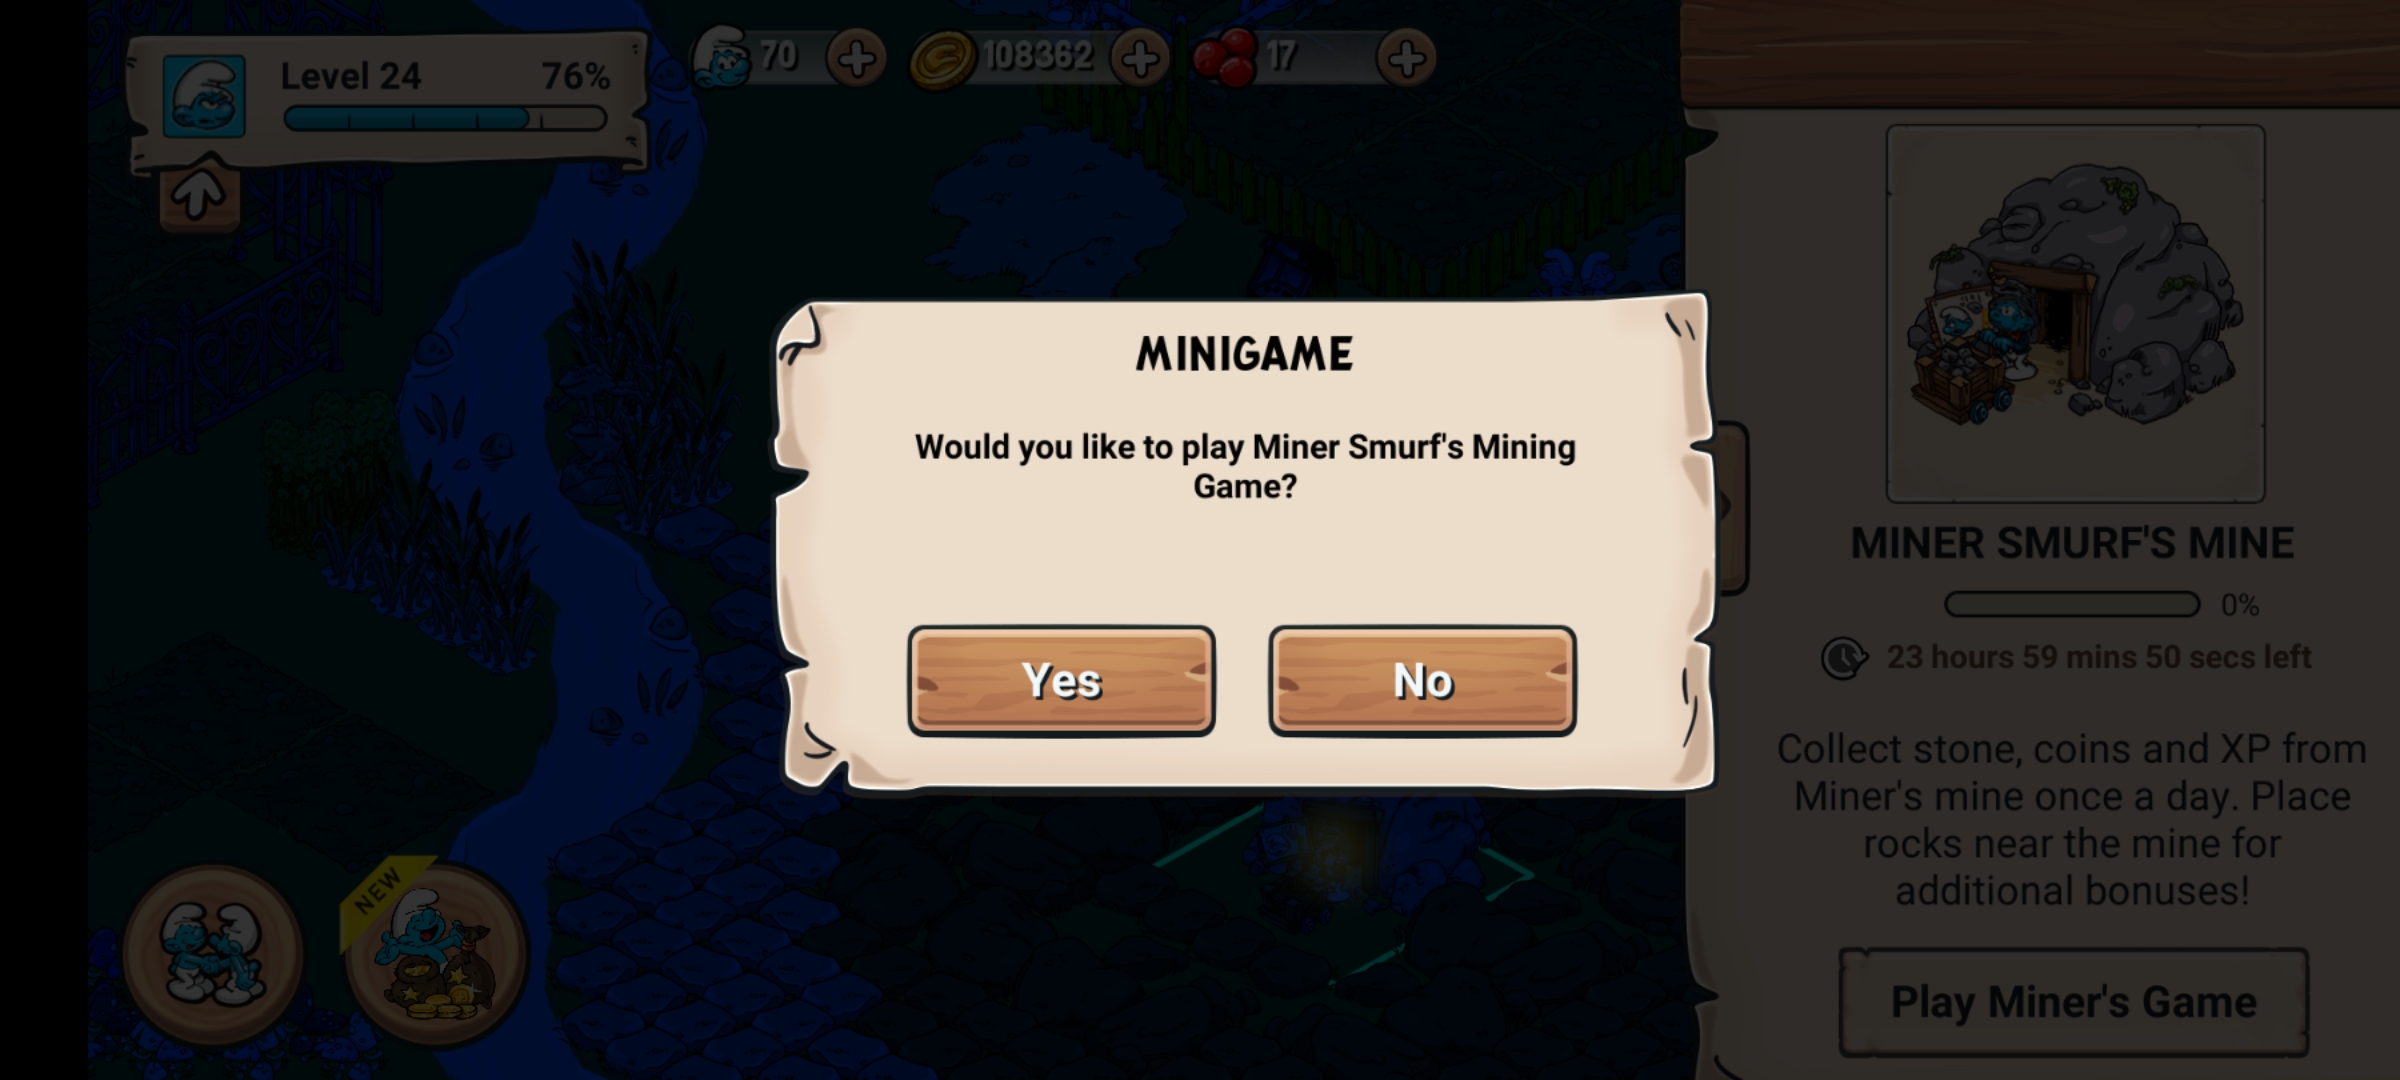 Level 24
76%
70
108362
17
MINIGAME
Would you like to play Miner Smurf's Mining
Game?
Yes
No
MINER SMURF'S MINE
0%
23 hours 59 mins 50 secs left
Collect stone, coins and XP from
Miner's mine once a day. Place
rocks near the mine for
additional bonuses!
NEW
Play Miner's Game